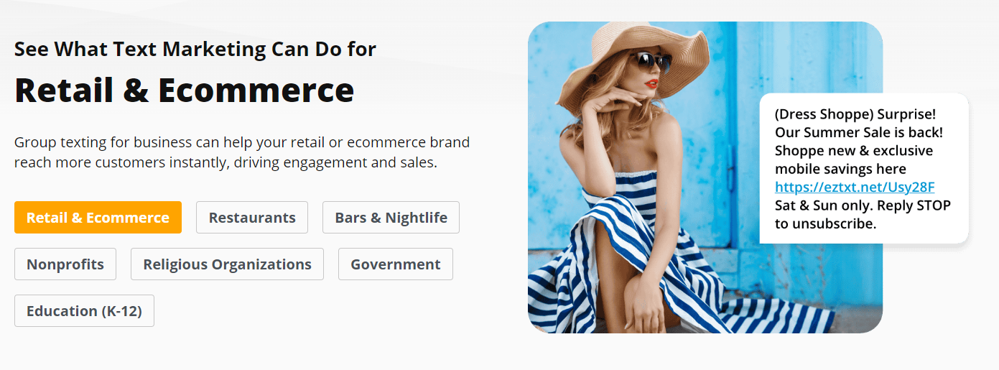 See What Text Marketing Can Do for
Retail & Ecommerce
Group texting for business can help your retail or ecommerce brand
reach more customers instantly, driving engagement and sales.
Retail & Ecommerce
Restaurants
Bars & Nightlife
Nonprofits
Religious Organizations
Government
Education (K-12)
(Dress Shoppe) Surprise!
Our Summer Sale is back!
Shoppe new & exclusive
mobile savings here
https://eztxt.net/Usy28F
Sat & Sun only. Reply STOP
to unsubscribe.